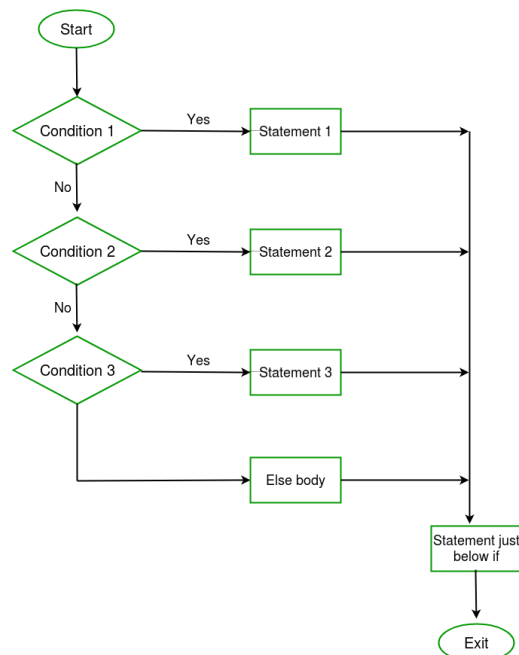 Start
Condition 1
Yes
Statement 1
No
Condition 2
Yes
Statement 2
No
Condition 3
Yes
Statement 3
Else body
Statement just
below if
Exit